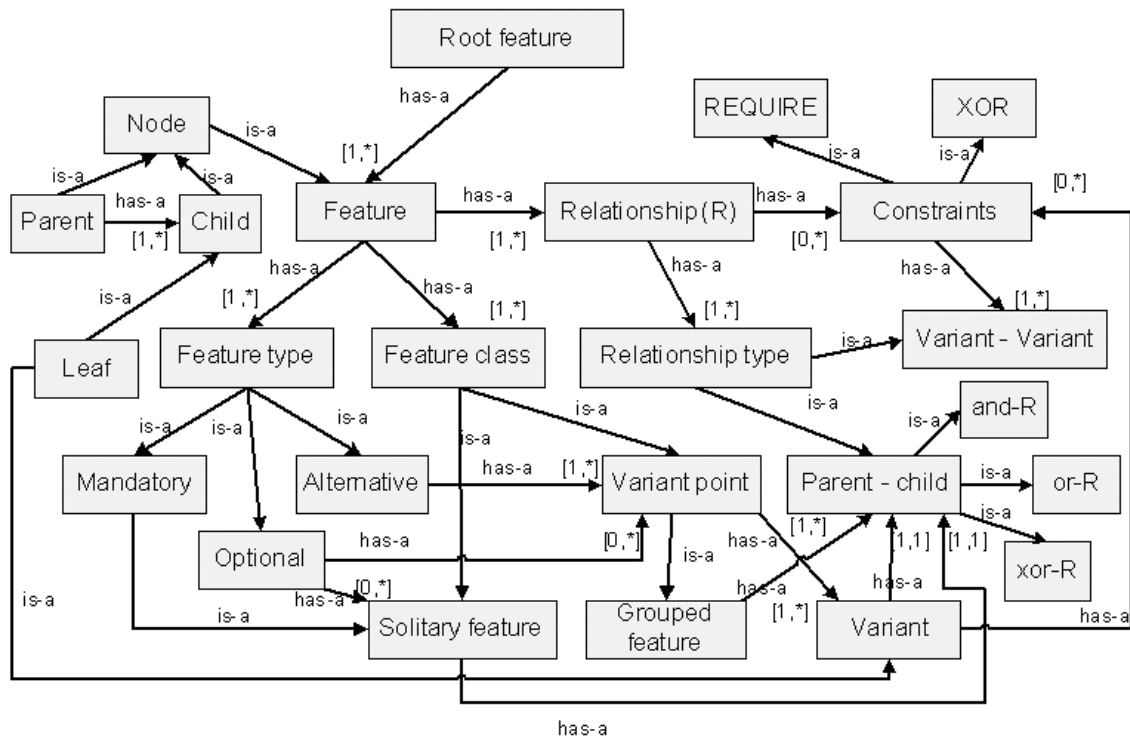 Root feature
has-a
REQUIRE
XOR
Node
is-a
[1,*]
is-a
is-a
[0,*]
is-a
is-a
Parent
has-a
[1,*]
Child
Feature
has-a
[1,*]
Relationship (R)
has-a
[0,*]
Constraints
is-a
has-a
[1,*]
has-a
[1,*]
has-a
[1,*]
has-a
[1,*]
Leaf
Feature type
Feature class
Relationship type
is-a
Variant - Variant
is-a
is-a
is-a
is-a
is-a
is-a
is-a
and-R
Mandatory
Alternative
has-a
[1,*]
Variant point
Parent - child
is-a
or-R
Optional
has-a
[0,*]
is-a
has-a
[1,*]
[1,1]
[1,1]
is-a
xor-R
is-a
is-a
has-a
[0,*]
Solitary feature
Grouped
feature
has-a
[1,*]
has-a
Variant
has-a
has-a